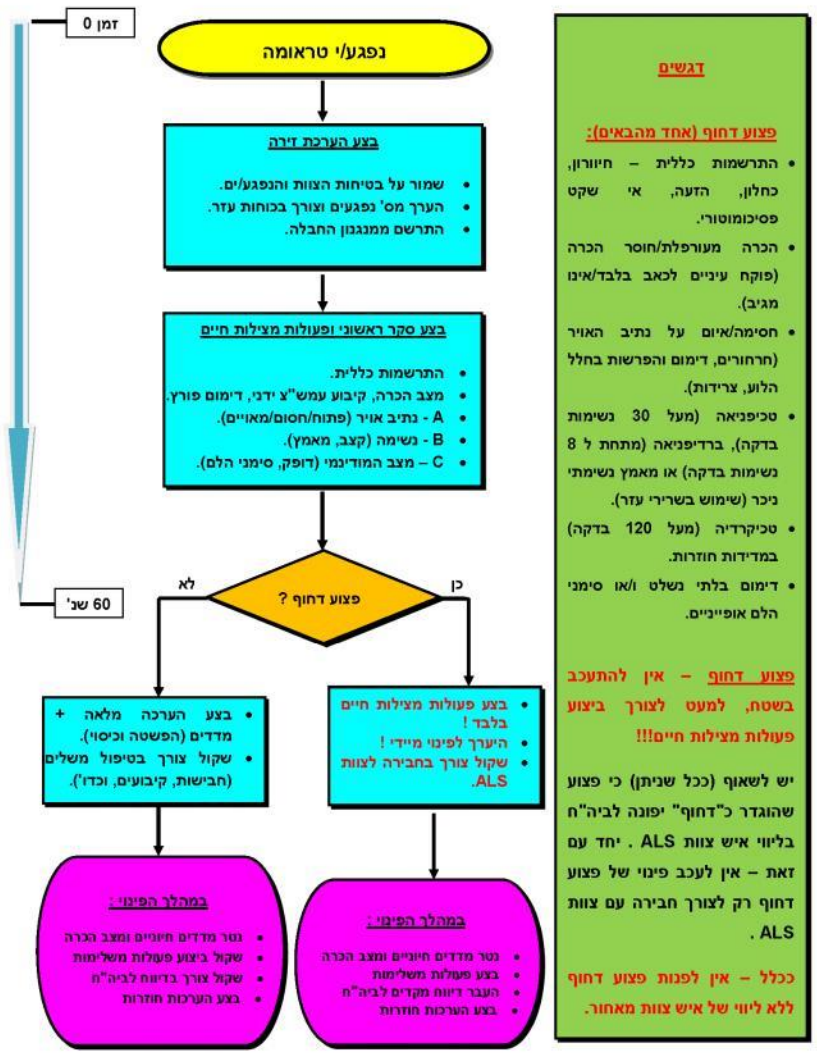 זמן 0
נפגע/י טראומה
בצע הערכת זירה
• שמור על בטיחות הצוות והנפגע/ים.
• הערך מס' נפגעים וצורך בכוחות עזר.
• התרשם ממנגנון החבלה.
בצע סקר ראשוני ופעולות מצילות חיים
• התרשמות כללית.
• מצב הכרה, קיבוע עמש"צ ידני, דימום פורץ.
• A - נתיב אויר (פתוח/חסום/מאויים).
• B - נשימה (קצב, מאמץ).
• C – מצב המודינמי (דופק, סימני הלם).
60 שנ'
פצוע דחוף ?
כן
לא
• בצע פעולות מצילות חיים
בלבד !
• היערך לפינוי מיידי !
• שקול צורך בחבירה לצוות
ALS.
• בצע הערכה מלאה +
מדדים (הפשטה וכיסוי).
• שקול צורך בטיפול משלים
(חבישות, קיבועים, וכדו').
במהלך הפינוי :
• נטר מדדים חיוניים ומצב הכרה
• בצע פעולות משלימות
• העבר דיווח מקדים לביה"ח
• בצע הערכות חוזרות
במהלך הפינוי :
• נטר מדדים חיוניים ומצב הכרה
• שקול ביצוע פעולות משלימות
• שקול צורך בדיווח לביה"ח
• בצע הערכות חוזרות
דגשים
פצוע דחוף (אחד מהבאים):
• התרשמות כללית – חיוורון,
כחלון, הזעה, אי שקט
פסיכומוטורי.
• הכרה מעורפלת/חוסר הכרה
(פוקח עיניים לכאב בלבד/אינו
מגיב).
• חסימה/איום על נתיב האויר
(חרחורים, דימום והפרשות בחלל
הלוע, צרידות).
• טכיפניאה (מעל 30 נשימות
בדקה), ברדיפניאה (מתחת ל 8
נשימות בדקה) או מאמץ נשימתי
ניכר (שימוש בשרירי עזר).
• טכיקרדיה (מעל 120 בדקה)
במדידות חוזרות.
• דימום בלתי נשלט ו/או סימני
הלם אופייניים.
פצוע דחוף – אין להתעכב
בשטח, למעט לצורך ביצוע
פעולות מצילות חיים!!!
יש לשאוף (ככל שניתן) כי פצוע
שהוגדר כ"דחוף" יפונה לביה"ח
בליווי איש צוות ALS . יחד עם
זאת – אין לעכב פינוי של פצוע
דחוף רק לצורך חבירה עם צוות
ALS .
ככלל – אין לפנות פצוע דחוף
ללא ליווי של איש צוות מאחור.